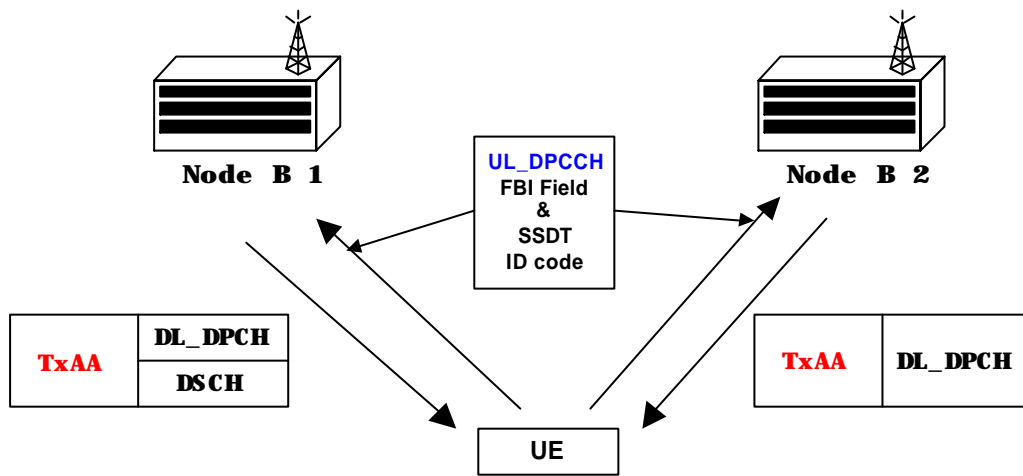 Node B 1
Node B 2
UL_DPCCH
FBI Field
&
SSDT
ID code
TxAA
DL_DPCH
DSCH
TxAA
DL_DPCH
UE